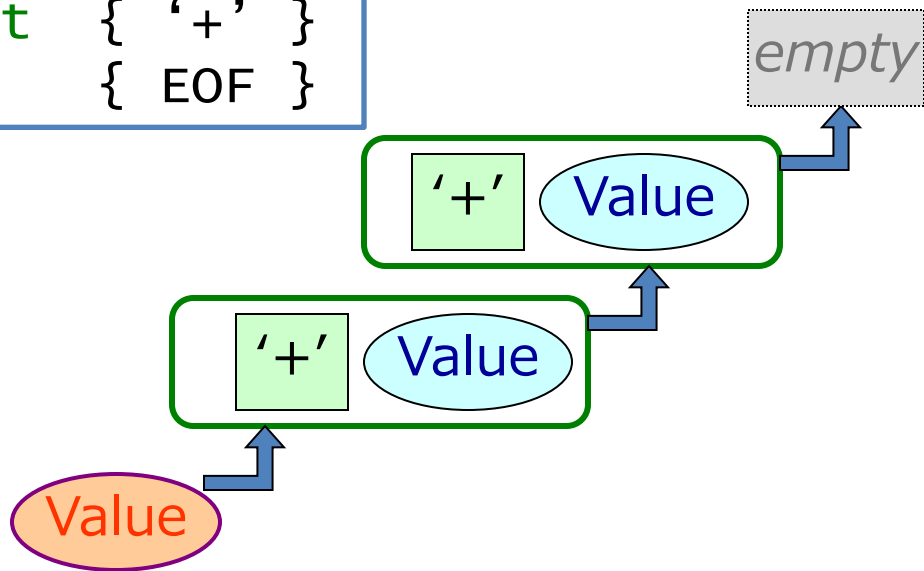 t { ‘+’ }
{ EOF }
empty
‘+’ Value
‘+’ Value
Value